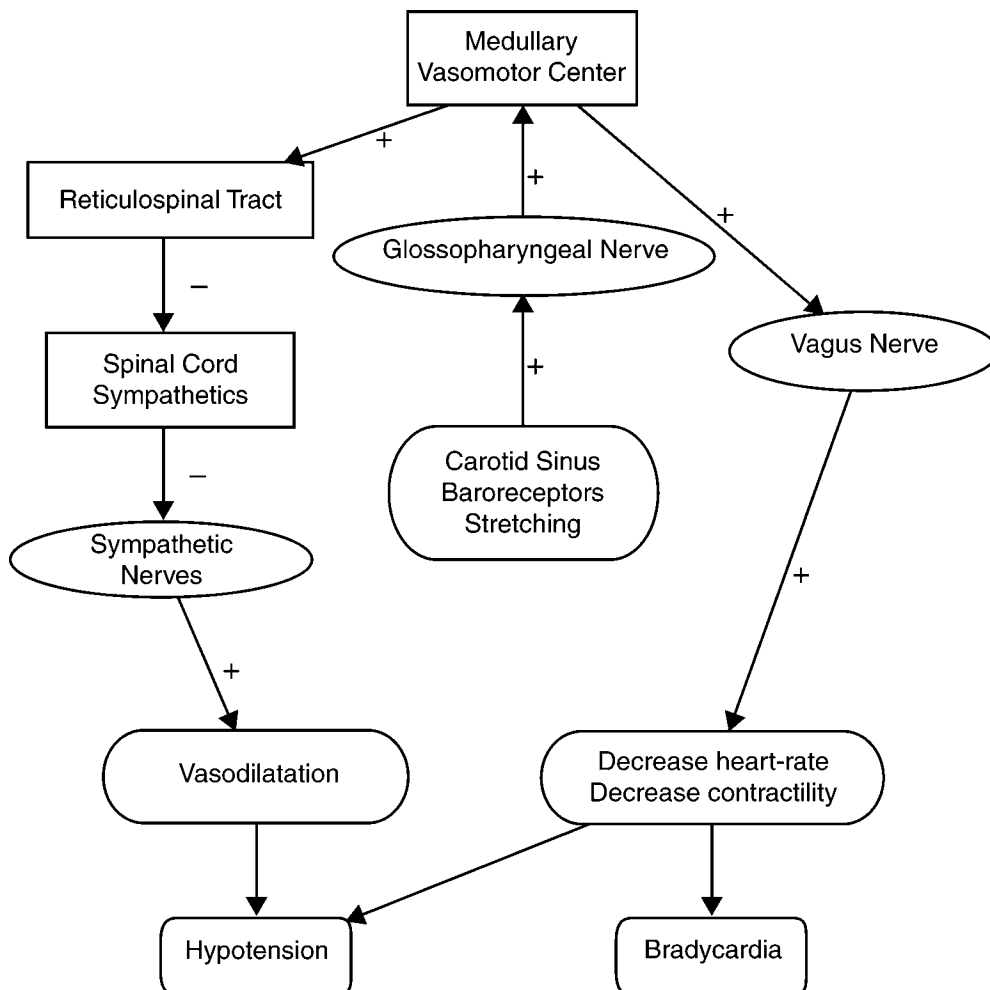 Medullary
Vasomotor Center
+
+
+
Reticulospinal Tract
Glossopharyngeal Nerve
–
+
Vagus Nerve
Spinal Cord
Sympathetics
Carotid Sinus
Baroreceptors
Stretching
–
Sympathetic
Nerves
+
+
Vasodilatation
Decrease heart-rate
Decrease contractility
Hypotension
Bradycardia